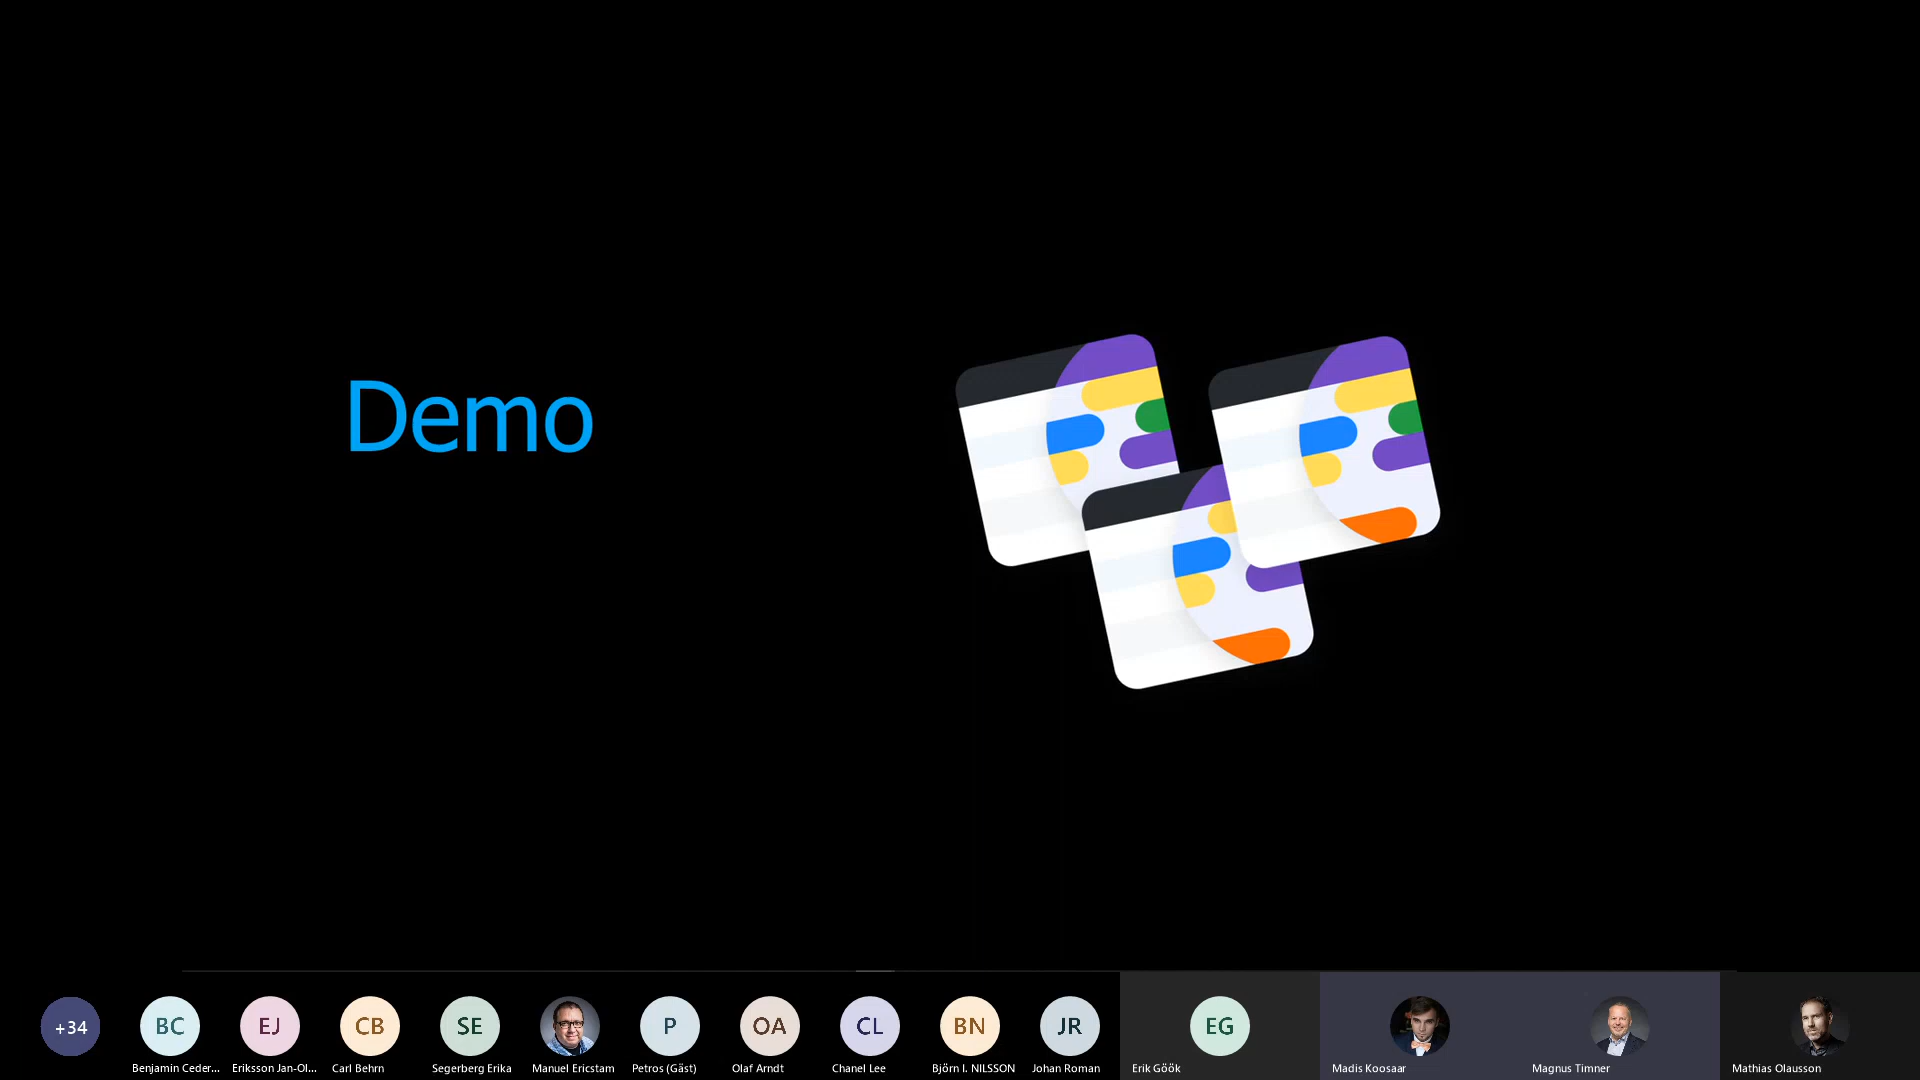 Demo
+34
BC
EJ
CB
SE
P
OA
CL
BN
JR
EG
Benjamin Ceder...
Eriksson Jan-Ol...
Carl Behrn
Segerberg Erika
Manuel Ericstam
Petros (Gäst)
Olaf Arndt
Chanel Lee
Björn I. NILSSON
Johan Roman
Erik Göök
Madis Koosaar
Magnus Timner
Mathias Olausson